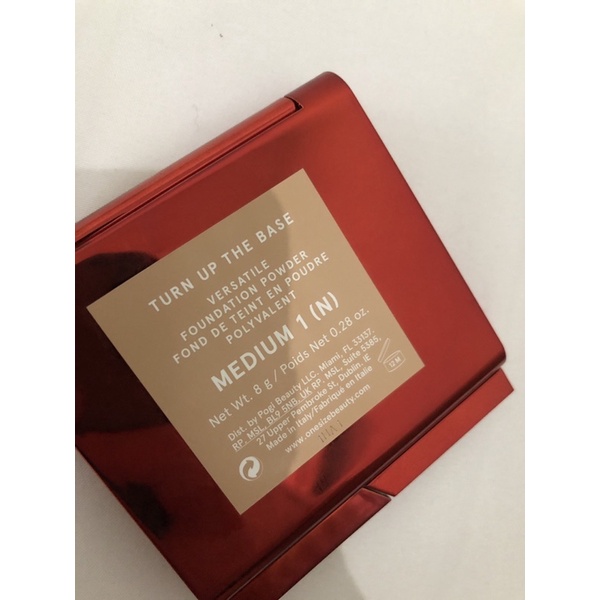 TURN UP THE BASE
VERSATILE
FOUNDATION POWDER
FOND DE TEINT EN POUDRE
POLYVALENT
MEDIUM 1 (N)
Net Wt. 8 g / Poids Net 0.28 oz.
Dist. by Pogi Beauty LLC, Miami, FL 33137.
RP. MSL, BL9 5NB, UK RP. MSL, Suite 5385,
27 Upper Pembroke St, Dublin, IE
Made in Italy/Fabriqué en Italie
www.onesizebeauty.com
12 M